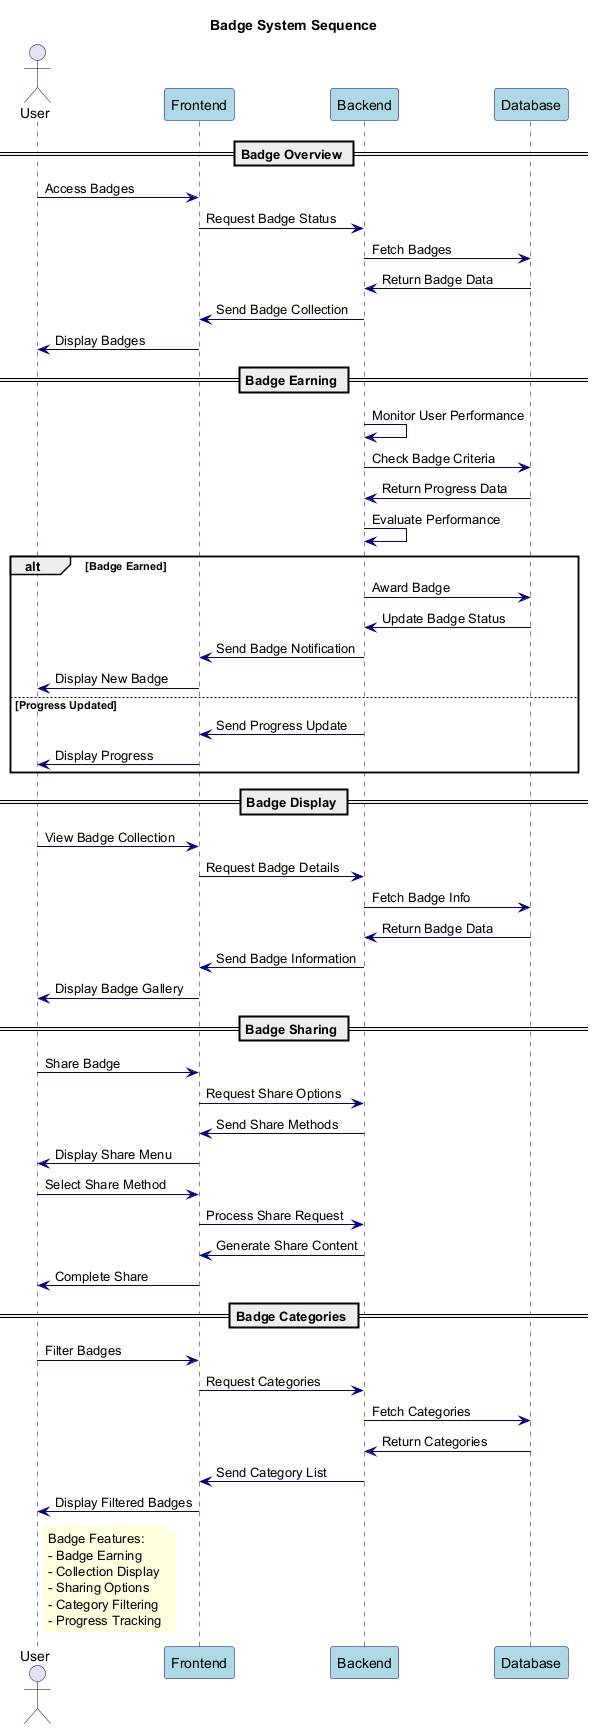 Badge System Sequence
User
Frontend
Backend
Database
Badge Overview
Access Badges
Request Badge Status
Fetch Badges
Return Badge Data
Send Badge Collection
Display Badges
Badge Earning
Monitor User Performance
Check Badge Criteria
Return Progress Data
Evaluate Performance
alt [Badge Earned]
Award Badge
Update Badge Status
Send Badge Notification
Display New Badge
[Progress Updated]
Send Progress Update
Display Progress
Badge Display
View Badge Collection
Request Badge Details
Fetch Badge Info
Return Badge Data
Send Badge Information
Display Badge Gallery
Badge Sharing
Share Badge
Request Share Options
Send Share Methods
Display Share Menu
Select Share Method
Process Share Request
Generate Share Content
Complete Share
Badge Categories
Filter Badges
Request Categories
Fetch Categories
Return Categories
Send Category List
Display Filtered Badges
Badge Features:
- Badge Earning
- Collection Display
- Sharing Options
- Category Filtering
- Progress Tracking
User
Frontend
Backend
Database